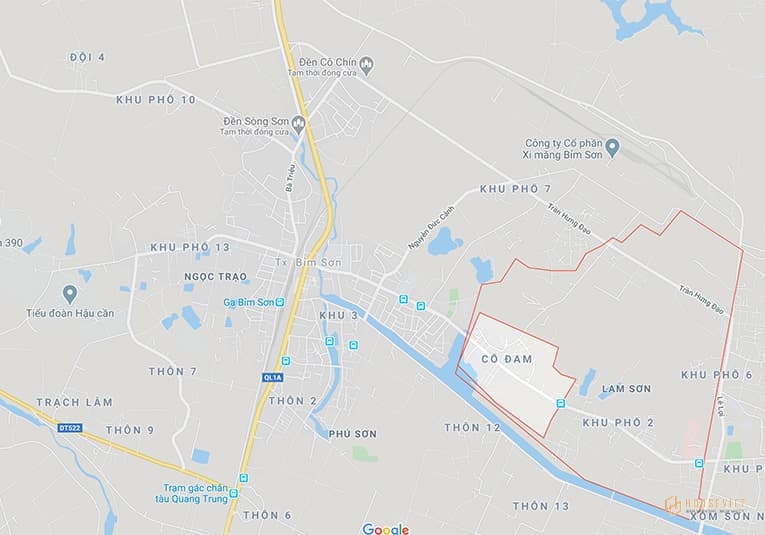 ĐỘI 4
KHU PHỐ 10
Đền Cô Chín
Tạm thời đóng cửa
Đền Sòng Sơn
Tạm thời đóng cửa
Công ty Cổ phần
Xi măng Bỉm Sơn
Bà Triệu
KHU PHỐ 7
Trần Hưng Đạo
Nguyễn Đức Cảnh
390
KHU PHỐ 13
Tx. Bỉm Sơn
NGỌC TRẠO
Trần Hưng Đạo
Tiểu đoàn Hậu cần
Ga Bỉm Sơn
KHU 3
CỔ ĐAM
THÔN 7
KHU PHỐ 6
QL1A
LAM SƠN
TRẠCH LÂM
THÔN 2
Lê Lợi
KHU PHỐ 2
ĐT522
THÔN 9
PHÚ SƠN
THÔN 12
KHU P
Trạm gác chắn
tàu Quang Trung
THÔN 6
THÔN 13
HOUSEVIET
XÓM SƠN N
Google